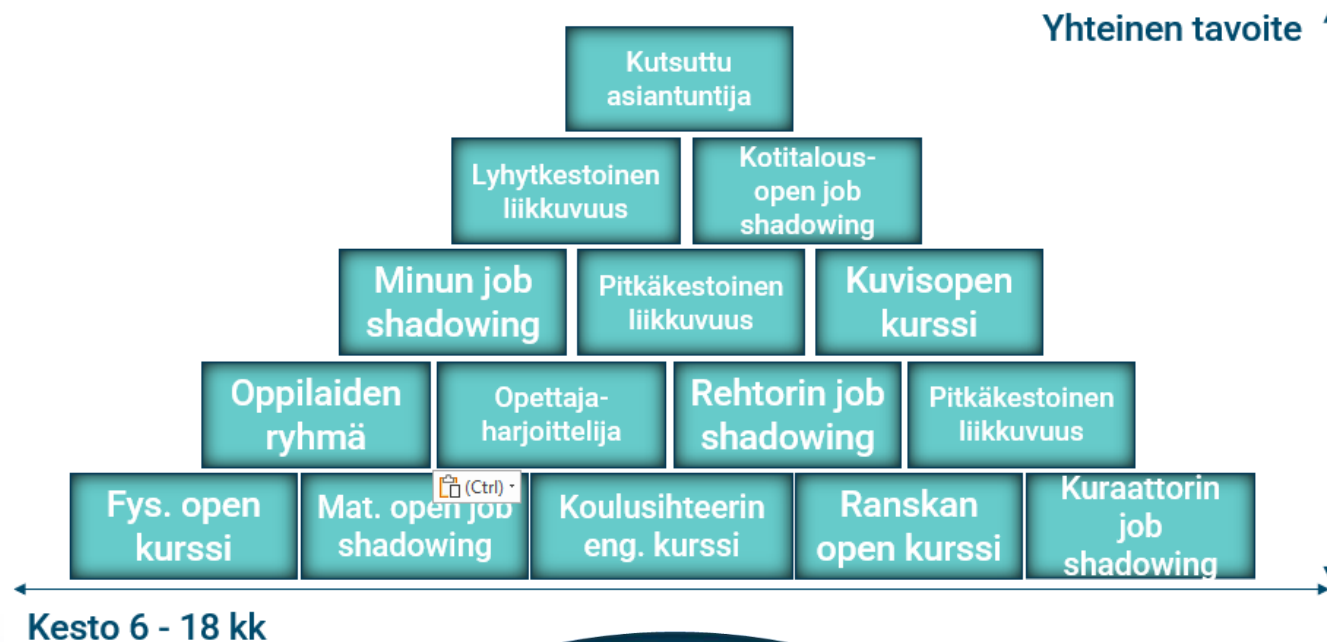 Yhteinen tavoite
Kutsuttu
asiantuntija
Lyhytkestoinen
liikkuvuus
Kotitalous-
open job
shadowing
Minun job
shadowing
Pitkäkestoinen
liikkuvuus
Kuvisopen
kurssi
Oppilaiden
ryhmä
Opettaja-
harjoittelija
Rehtorin job
shadowing
Pitkäkestoinen
liikkuvuus
Fys. open
kurssi
Mat. open job
shadowing
(Ctrl)
Koulusihteerin
eng. kurssi
Ranskan
open kurssi
Kuraattorin
job
shadowing
Kesto 6 - 18 kk